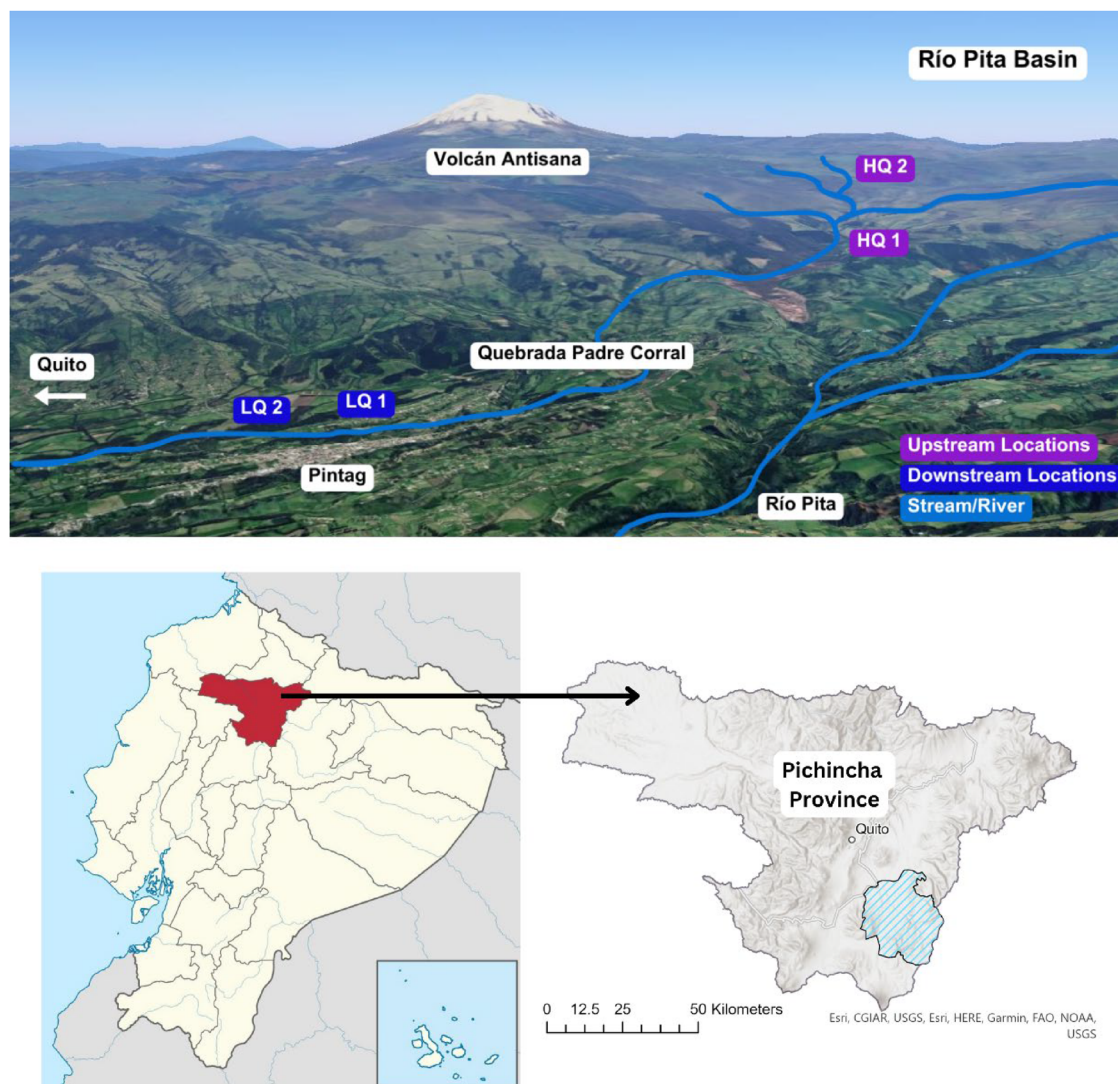 Río Pita Basin
Volcán Antisana
HQ 2
HQ 1
Quebrada Padre Corral
Quito
LQ 2
LQ 1
Pintag
Río Pita
Upstream Locations
Downstream Locations
Stream/River
Pichincha
Province
Quito
0 12.5 25 50 Kilometers
Esri, CGIAR, USGS, Esri, HERE, Garmin, FAO, NOAA,
USGS